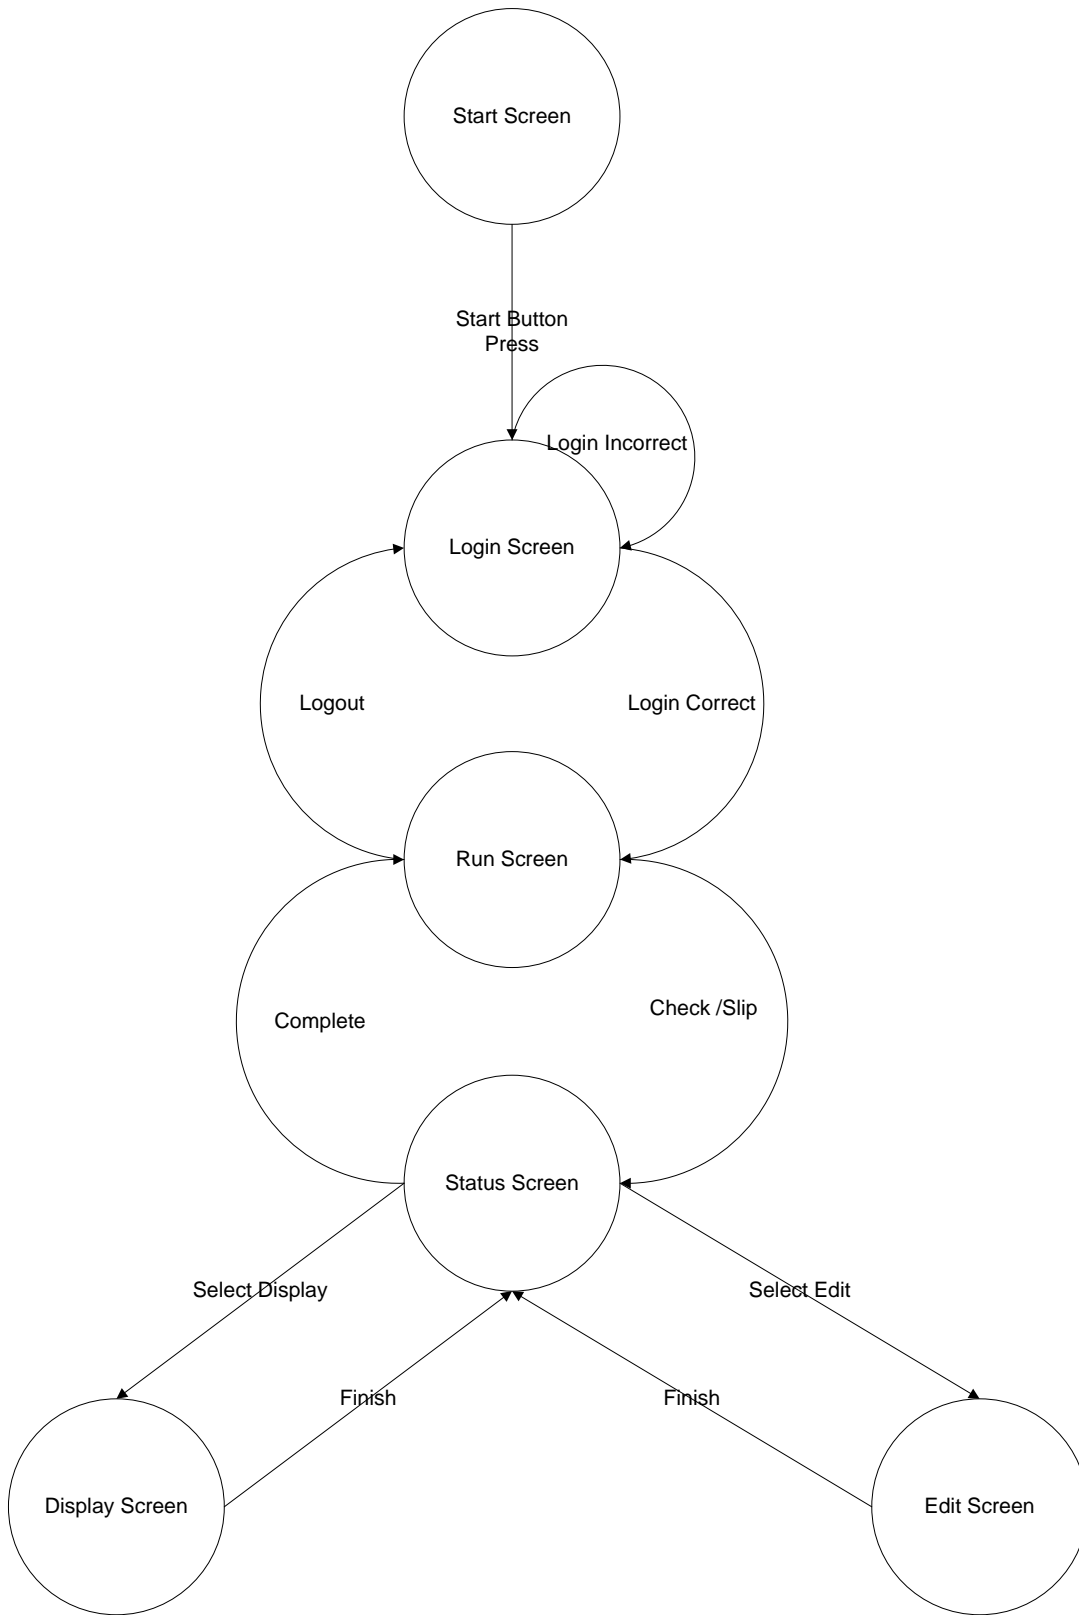 Start Screen
Start Button
Press
Login Incorrect
Login Screen
Logout
Login Correct
Run Screen
Complete
Check /Slip
Status Screen
Select Display
Select Edit
Finish
Finish
Display Screen
Edit Screen